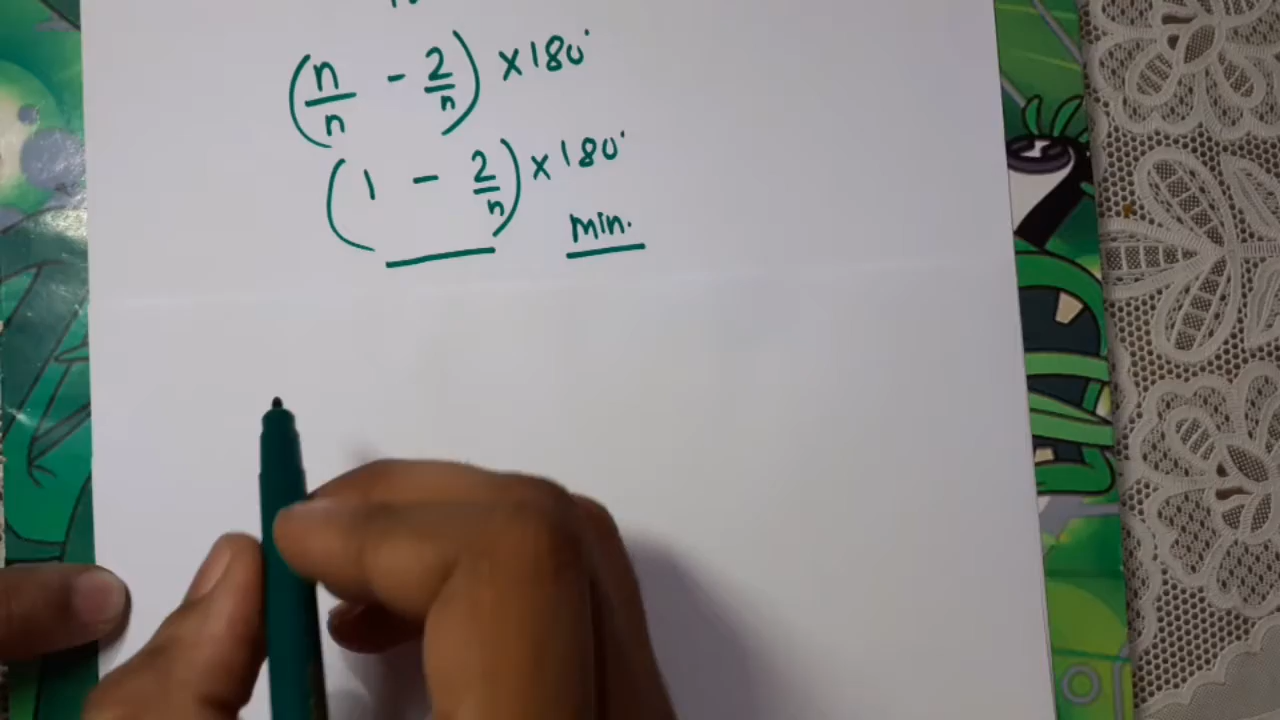 (n/n - 2/n) ×180°
(1 - 2/n) ×180°
min.